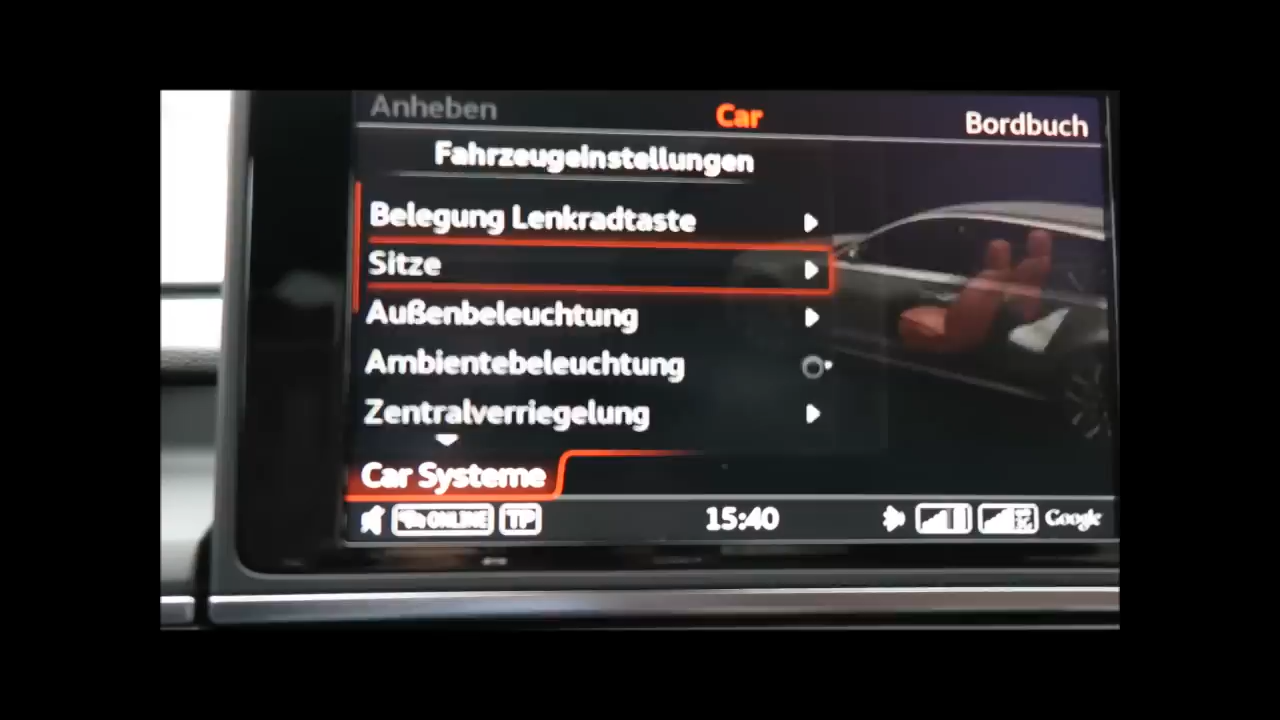 Anheben Car Bordbuch
Fahrzeugeinstellungen
Belegung Lenkradtaste
Sitze
Außenbeleuchtung
Ambientebeleuchtung
Zentralverriegelung
Car Systeme
ONLINE TP 15:40 Google